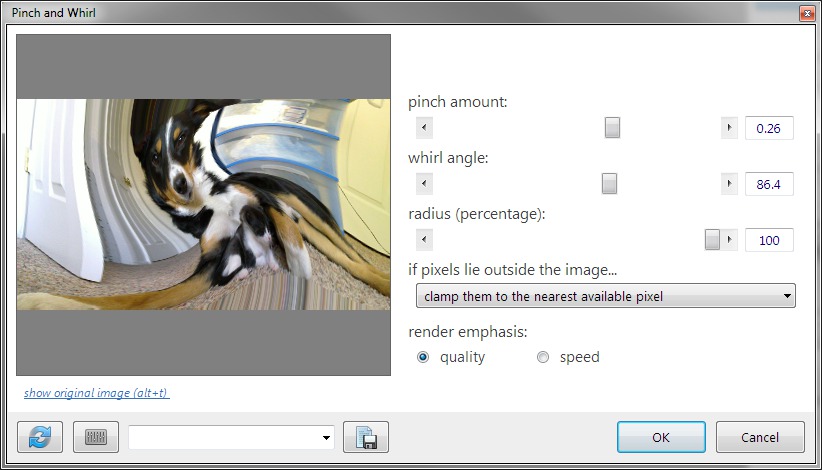 Pinch and Whirl
pinch amount:
0.26
whirl angle:
86.4
radius (percentage):
100
if pixels lie outside the image...
clamp them to the nearest available pixel
render emphasis:
quality
speed
show original image (alt+t)
OK
Cancel